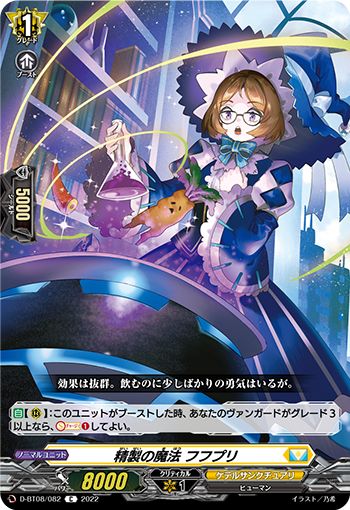 1
グレード
ブースト
5000
シールド
効果は抜群。飲むのに少しばかりの勇気はいるが。
【】:このユニットがブーストした時、あなたのヴァンガードがグレード3
以上なら、1してよい。
ノーマルユニット
精製の魔法 フフプリ
ケテルサンクチュアリ
パワー
8000
クリティカル
1
ヒューマン
D-BT08/082 C 2022
イラスト/乃希